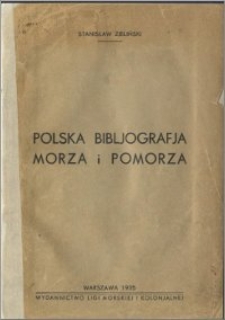 STANISŁAW ZIELIŃSKI
POLSKA BIBLJOGRAFJA
MORZA i POMORZA
WARSZAWA 1935
WYDAWNICTWO LIGI MORSKIEJ I KOLONJALNEJ